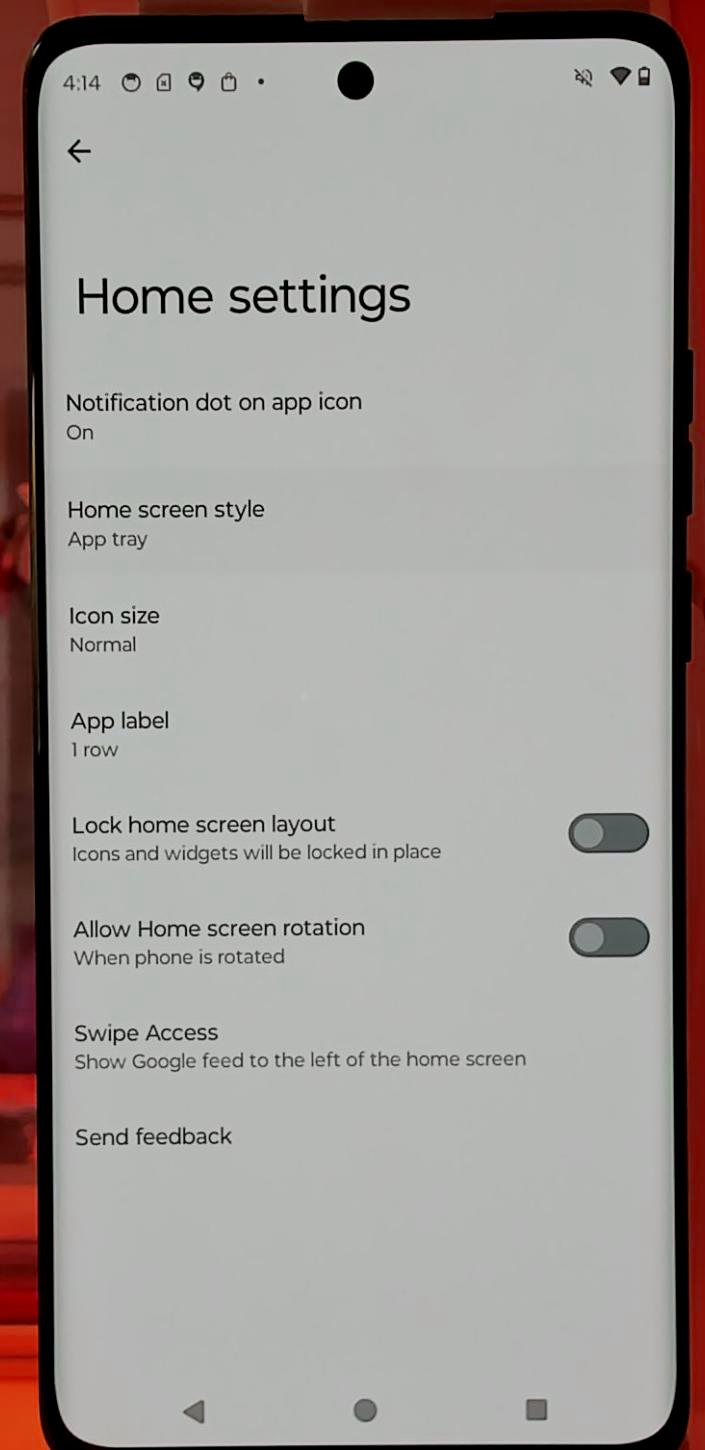 4:14
Home settings
Notification dot on app icon
On
Home screen style
App tray
Icon size
Normal
App label
1 row
Lock home screen layout
Icons and widgets will be locked in place
Allow Home screen rotation
When phone is rotated
Swipe Access
Show Google feed to the left of the home screen
Send feedback